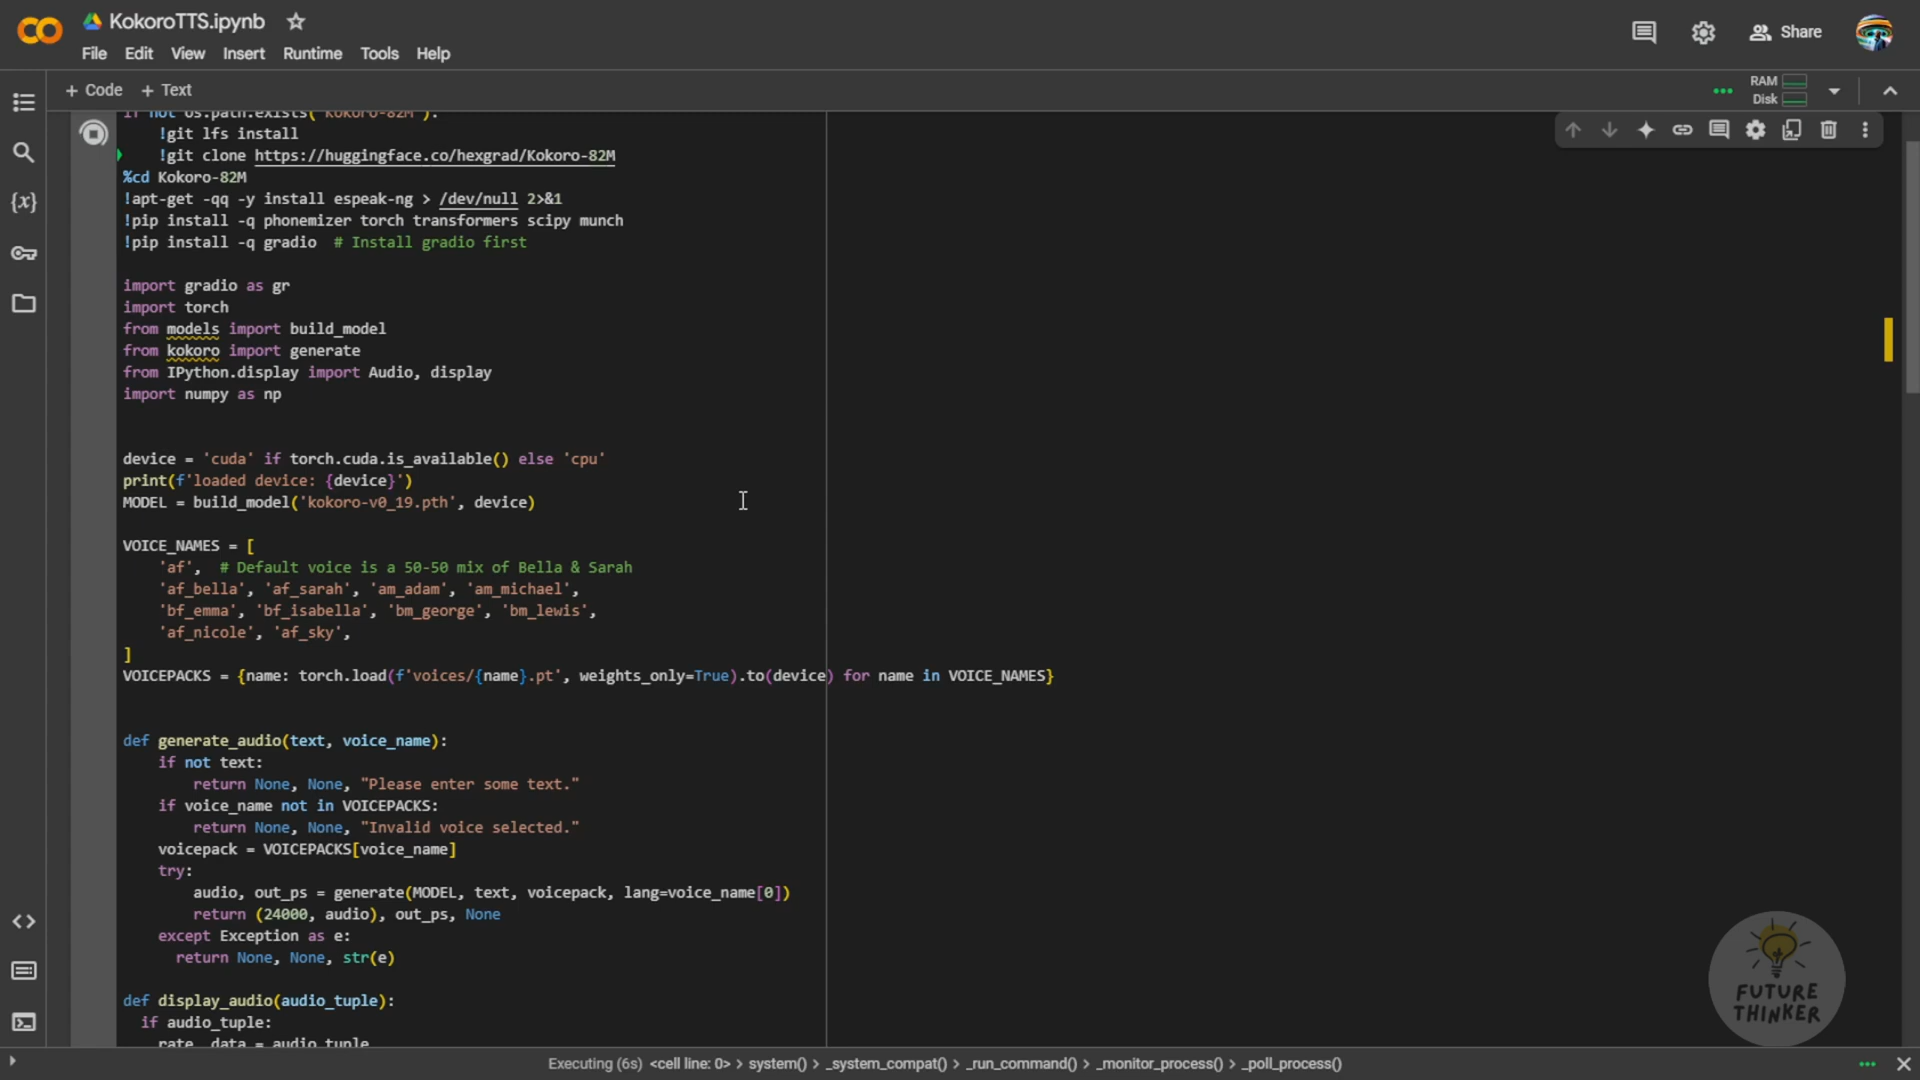 KokoroTTS.ipynb
File Edit View Insert Runtime Tools Help
Share
+ Code + Text
RAM
Disk
if not os.path.exists('Kokoro-82M'):
!git lfs install
!git clone https://huggingface.co/hexgrad/Kokoro-82M
%cd Kokoro-82M
!apt-get -qq -y install espeak-ng > /dev/null 2>&1
!pip install -q phonemizer torch transformers scipy munch
!pip install -q gradio # Install gradio first
import gradio as gr
import torch
from models import build_model
from kokoro import generate
from IPython.display import Audio, display
import numpy as np
device = 'cuda' if torch.cuda.is_available() else 'cpu'
print(f'loaded device: {device}')
MODEL = build_model('kokoro-v0_19.pth', device)
VOICE_NAMES = [
'af', # Default voice is a 50-50 mix of Bella & Sarah
'af_bella', 'af_sarah', 'am_adam', 'am_michael',
'bf_emma', 'bf_isabella', 'bm_george', 'bm_lewis',
'af_nicole', 'af_sky',
]
VOICEPACKS = {name: torch.load(f'voices/{name}.pt', weights_only=True).to(device) for name in VOICE_NAMES}
def generate_audio(text, voice_name):
if not text:
return None, None, "Please enter some text."
if voice_name not in VOICEPACKS:
return None, None, "Invalid voice selected."
voicepack = VOICEPACKS[voice_name]
try:
audio, out_ps = generate(MODEL, text, voicepack, lang=voice_name[0])
return (24000, audio), out_ps, None
except Exception as e:
return None, None, str(e)
def display_audio(audio_tuple):
if audio_tuple:
rate, data = audio_tuple
FUTURE
THINKER
Executing (6s) <cell line: 0> > system() > _system_compat() > _run_command() > _monitor_process() > _poll_process()